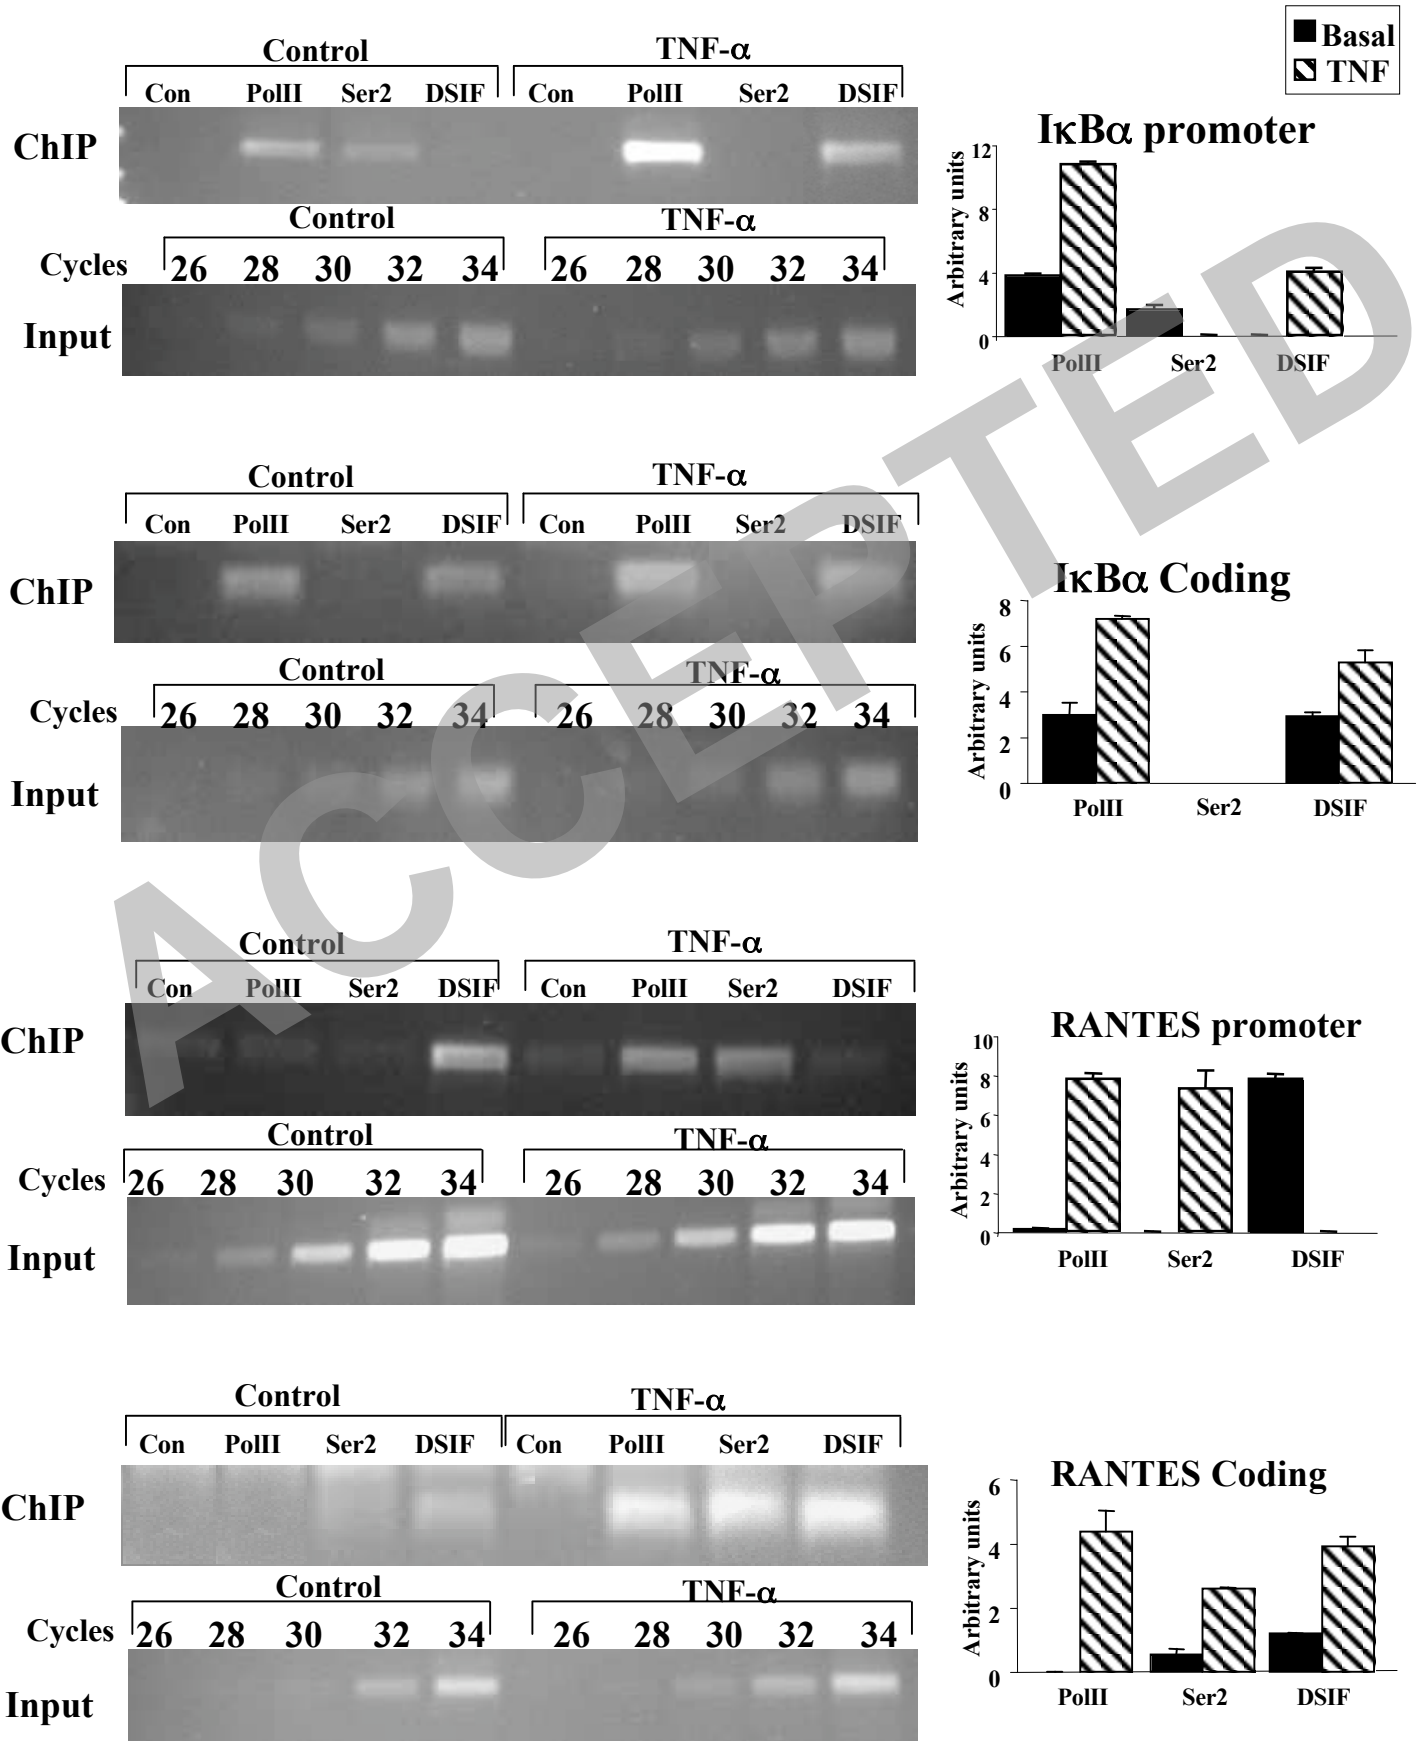 Basal
TNF
Control TNF-α
Con PolII Ser2 DSIF Con PolII Ser2 DSIF
ChIP
Control TNF-α
Cycles 26 28 30 32 34 26 28 30 32 34
Input
IκBα promoter
Arbitrary units
12
8
4
0
PolII Ser2 DSIF
Control TNF-α
Con PolII Ser2 DSIF Con PolII Ser2 DSIF
ChIP
Control TNF-α
Cycles 26 28 30 32 34 26 28 30 32 34
Input
IκBα Coding
Arbitrary units
8
6
4
2
0
PolII Ser2 DSIF
Control TNF-α
Con PolII Ser2 DSIF Con PolII Ser2 DSIF
ChIP
Control TNF-α
Cycles 26 28 30 32 34 26 28 30 32 34
Input
RANTES promoter
Arbitrary units
10
8
6
4
2
0
PolII Ser2 DSIF
Control TNF-α
Con PolII Ser2 DSIF Con PolII Ser2 DSIF
ChIP
Control TNF-α
Cycles 26 28 30 32 34 26 28 30 32 34
Input
RANTES Coding
Arbitrary units
6
4
2
0
PolII Ser2 DSIF
ACCEPTED